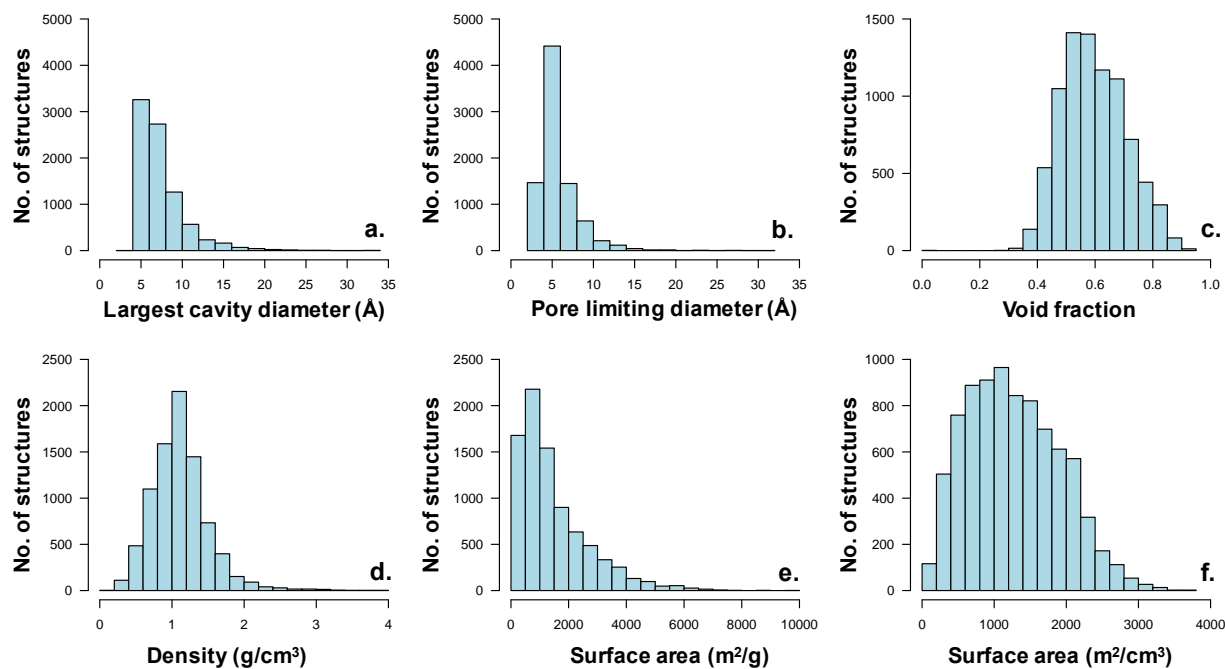 No. of structures
5000
4000
3000
2000
1000
0
0 5 10 15 20 25 30 35
Largest cavity diameter (Å)
a.
No. of structures
5000
4000
3000
2000
1000
0
0 5 10 15 20 25 30 35
Pore limiting diameter (Å)
b.
No. of structures
1500
1000
500
0
0.0 0.2 0.4 0.6 0.8 1.0
Void fraction
c.
No. of structures
2500
2000
1500
1000
500
0
0 1 2 3 4
Density (g/cm³)
d.
No. of structures
2500
2000
1500
1000
500
0
0 2000 4000 6000 8000 10000
Surface area (m²/g)
e.
No. of structures
1000
800
600
400
200
0
0 1000 2000 3000 4000
Surface area (m²/cm³)
f.